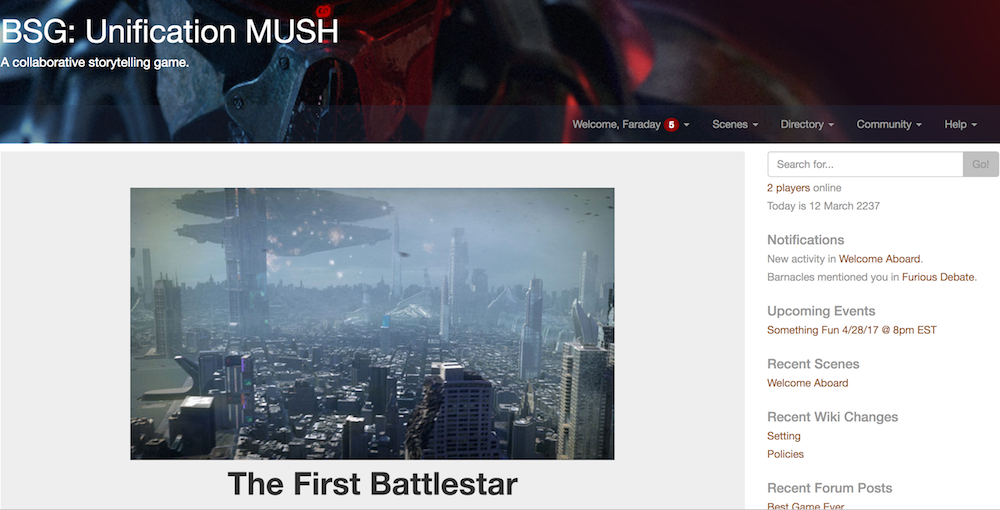 BSG: Unification MUSH
A collaborative storytelling game.
Welcome, Faraday 5 Scenes Directory Community Help
Search for... Go!
2 players online
Today is 12 March 2237
Notifications
New activity in Welcome Aboard.
Barnacles mentioned you in Furious Debate.
Upcoming Events
Something Fun 4/28/17 @ 8pm EST
Recent Scenes
Welcome Aboard
Recent Wiki Changes
Setting
Policies
Recent Forum Posts
Best Game Ever
The First Battlestar